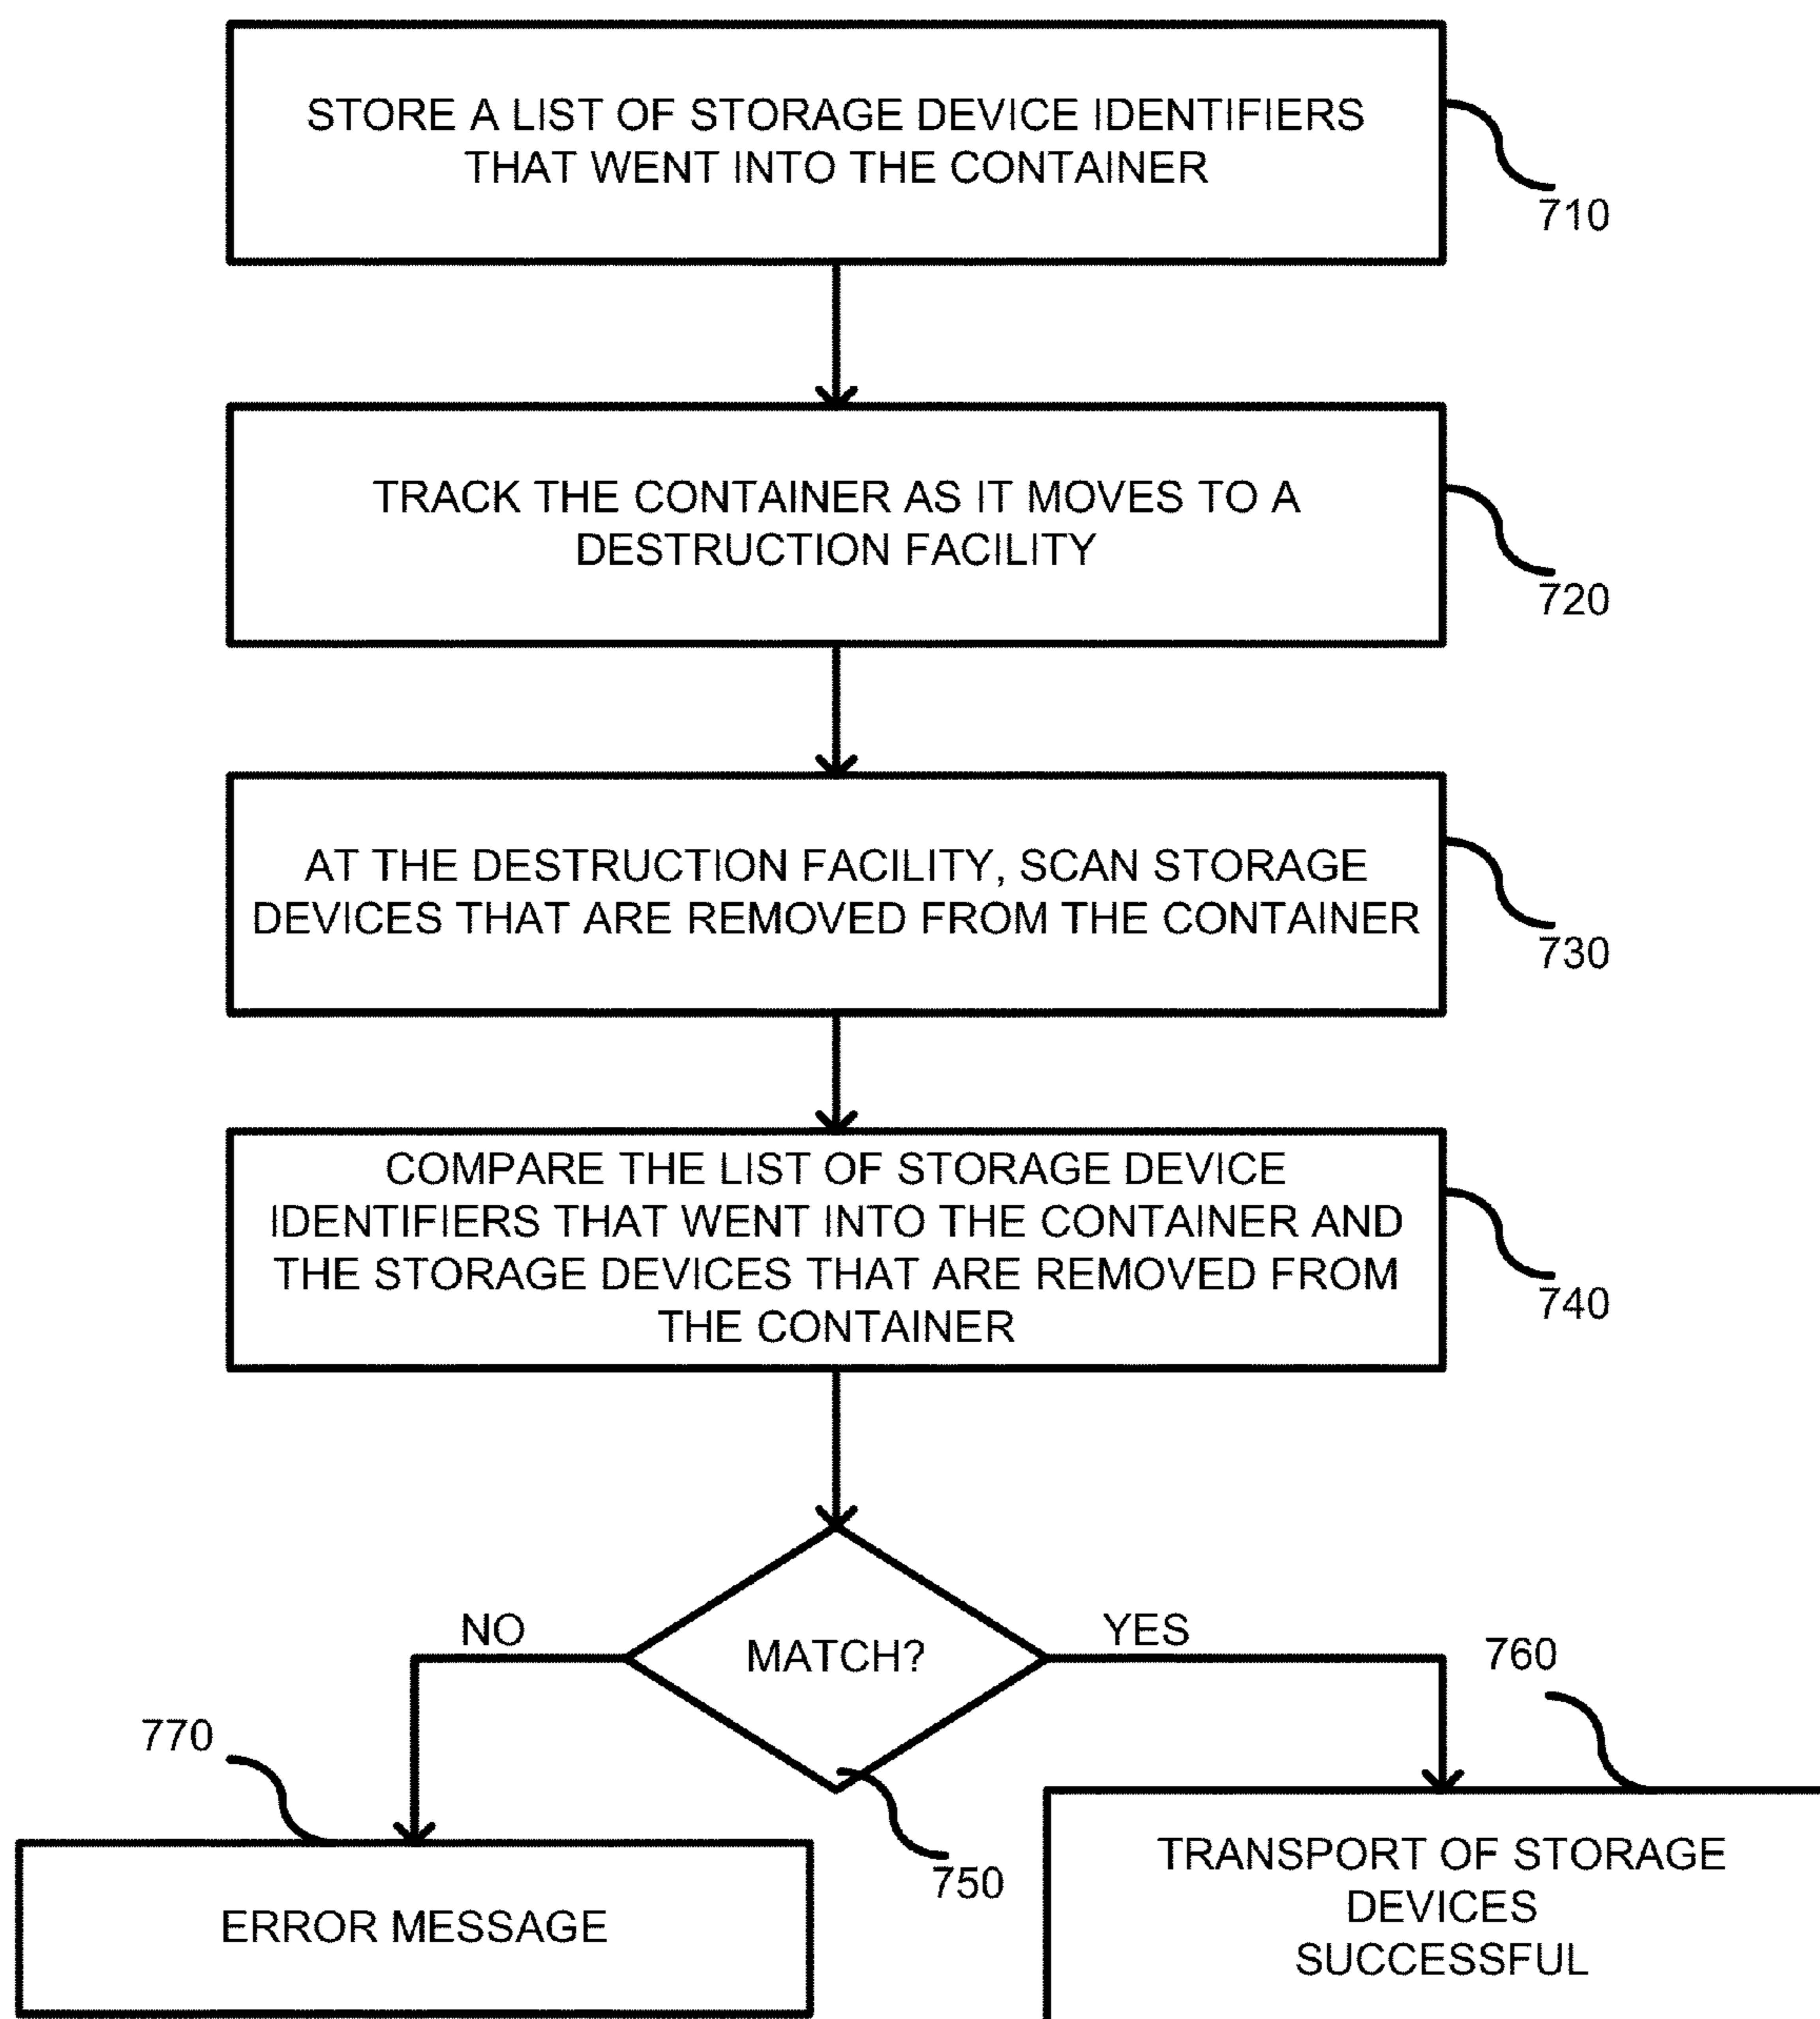 STORE A LIST OF STORAGE DEVICE IDENTIFIERS
THAT WENT INTO THE CONTAINER
710
TRACK THE CONTAINER AS IT MOVES TO A
DESTRUCTION FACILITY
720
AT THE DESTRUCTION FACILITY, SCAN STORAGE
DEVICES THAT ARE REMOVED FROM THE CONTAINER
730
COMPARE THE LIST OF STORAGE DEVICE
IDENTIFIERS THAT WENT INTO THE CONTAINER AND
THE STORAGE DEVICES THAT ARE REMOVED FROM
THE CONTAINER
740
NO
MATCH?
YES
750
760
770
ERROR MESSAGE
TRANSPORT OF STORAGE
DEVICES
SUCCESSFUL